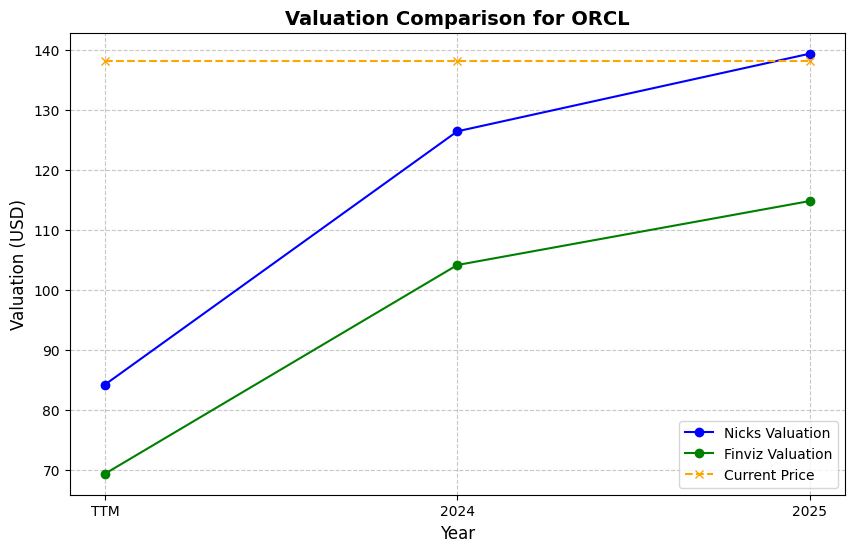 Valuation Comparison for ORCL
Valuation (USD)
140
130
120
110
100
90
80
70
TTM
2024
2025
Year
Nicks Valuation
Finviz Valuation
Current Price